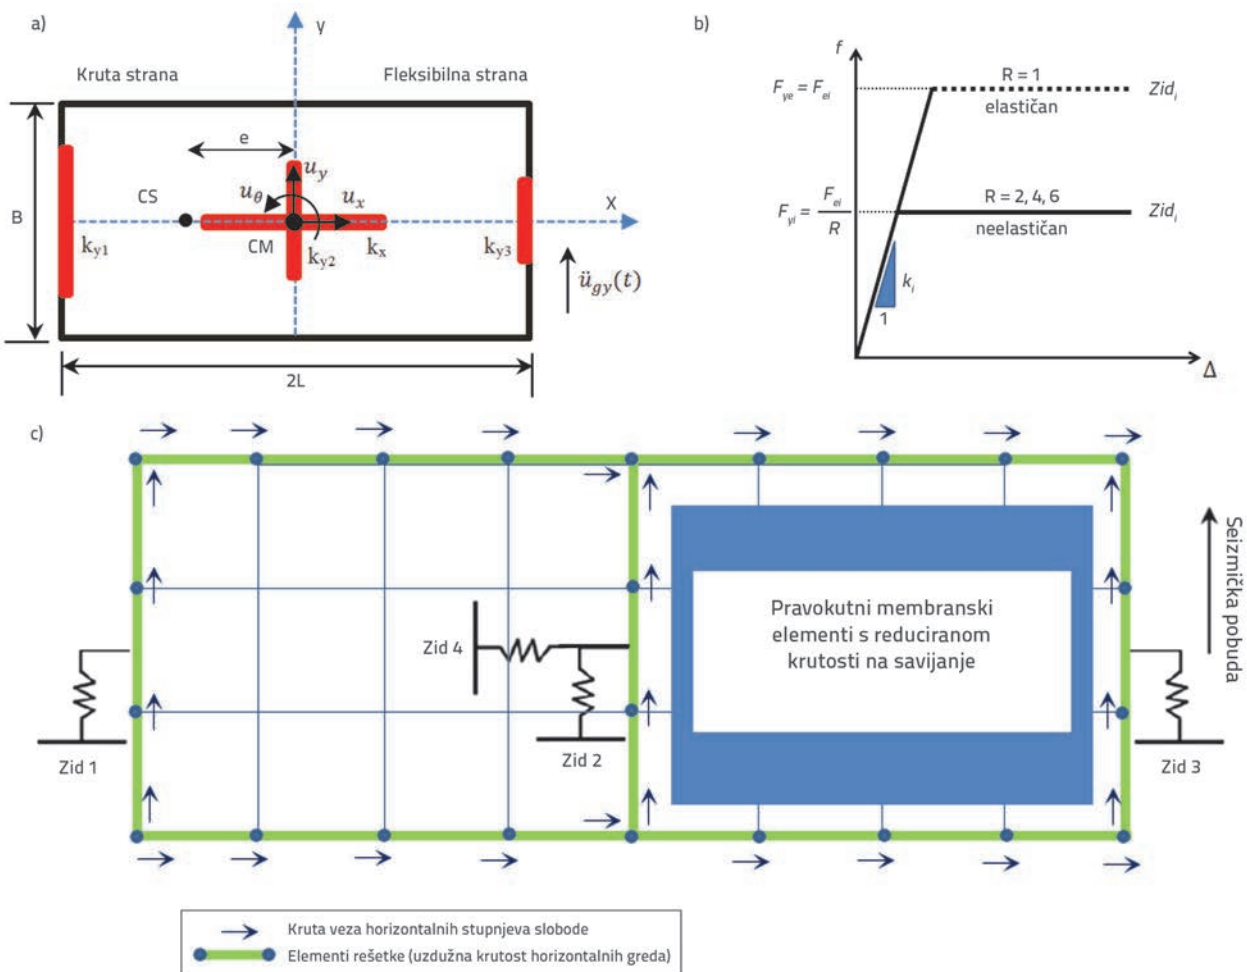 a)
y
Kruta strana
Fleksibilna strana
B
e
u_y
u_θ
u_x
CS
X
CM
k_y1
k_y2
k_x
k_y3
ü_gy(t)
2L
b)
f
R = 1
F_ye = F_ei
elastičan
Zid_i
R = 2, 4, 6
F_yi = F_ei / R
neelastičan
Zid_i
k_i
1
Δ
c)
Seizmička pobuda
Pravokutni membranski
elementi s reduciranom
krutosti na savijanje
Zid 4
Zid 1
Zid 2
Zid 3
Kruta veza horizontalnih stupnjeva slobode
Elementi rešetke (uzdužna krutost horizontalnih greda)